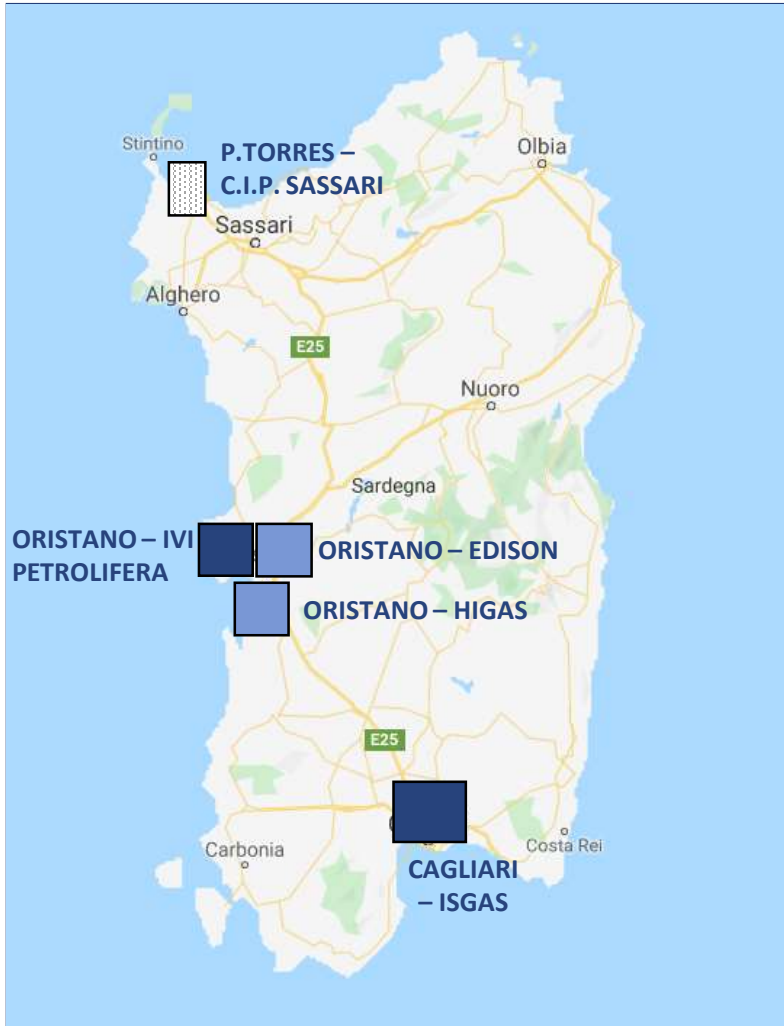 Stintino
P.TORRES –
C.I.P. SASSARI
Olbia
Sassari
Alghero
E25
Nuoro
Sardegna
ORISTANO – IVI
PETROLIFERA
ORISTANO – EDISON
ORISTANO – HIGAS
E25
Carbonia
Costa Rei
CAGLIARI
– ISGAS